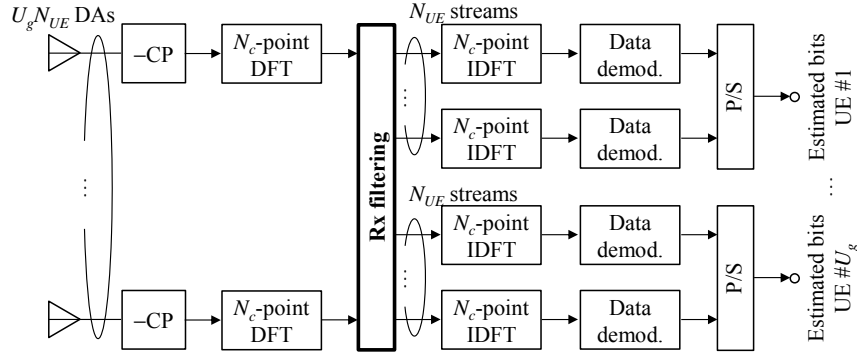 U_g N_UE DAs
−CP
N_c-point
DFT
...
−CP
N_c-point
DFT
Rx filtering
N_UE streams
...
N_c-point
IDFT
Data
demod.
N_c-point
IDFT
Data
demod.
P/S
Estimated bits
UE #1
...
N_UE streams
...
N_c-point
IDFT
Data
demod.
N_c-point
IDFT
Data
demod.
P/S
Estimated bits
UE #U_g